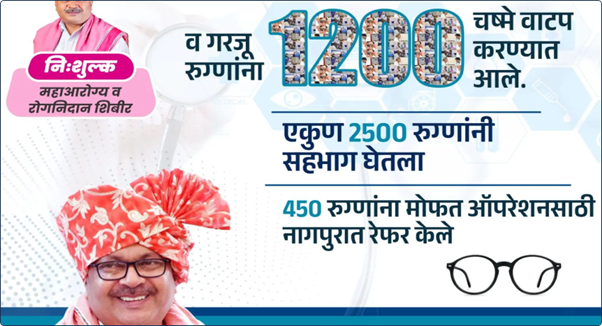 व गरजू
रुग्णांना
1200
चष्मे वाटप
करण्यात
आले.
निःशुल्क
महाआरोग्य व
रोगनिदान शिबीर
एकुण 2500 रुग्णांनी
सहभाग घेतला
450 रुग्णांना मोफत ऑपरेशनसाठी
नागपुरात रेफर केले